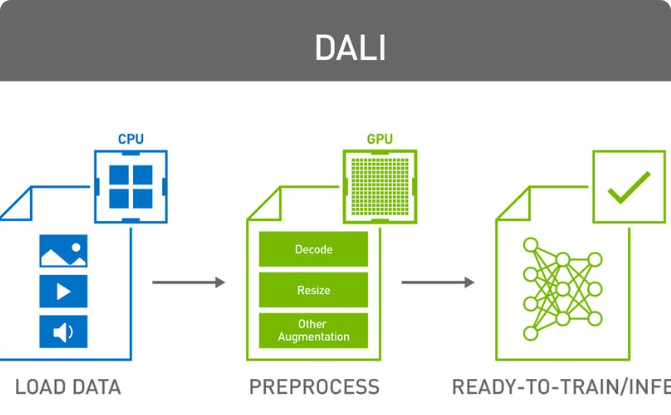 DALI
CPU
GPU
Decode
Resize
Other
Augmentation
LOAD DATA
PREPROCESS
READY-TO-TRAIN/INFE